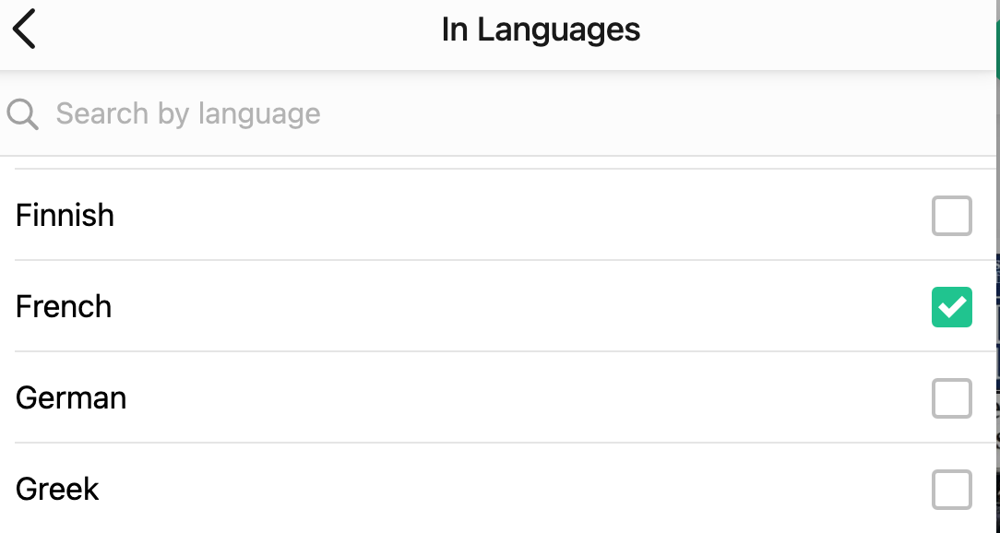 In Languages
Search by language
Finnish
French
German
Greek